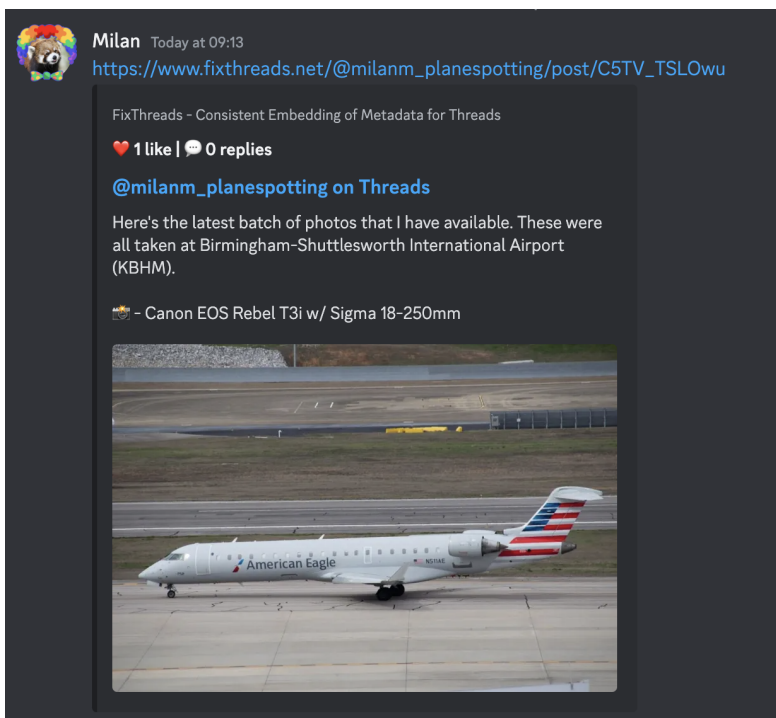 Milan Today at 09:13
https://www.fixthreads.net/@milanm_planespotting/post/C5TV_TSLOwu
FixThreads - Consistent Embedding of Metadata for Threads
❤️ 1 like | 💬 0 replies
@milanm_planespotting on Threads
Here's the latest batch of photos that I have available. These were
all taken at Birmingham-Shuttlesworth International Airport
(KBHM).
📸 - Canon EOS Rebel T3i w/ Sigma 18-250mm
American Eagle